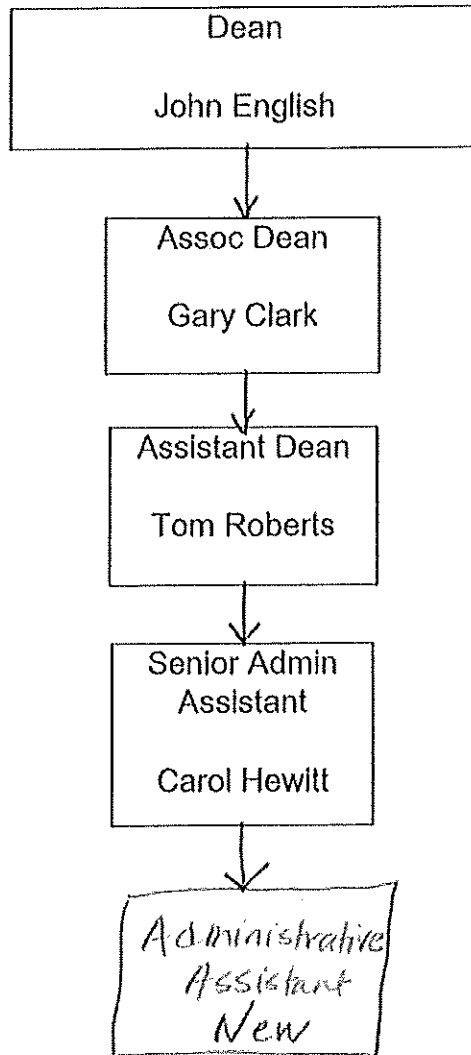 Dean
John English
Assoc Dean
Gary Clark
Assistant Dean
Tom Roberts
Senior Admin
Assistant
Carol Hewitt
Administrative
Assistant
New